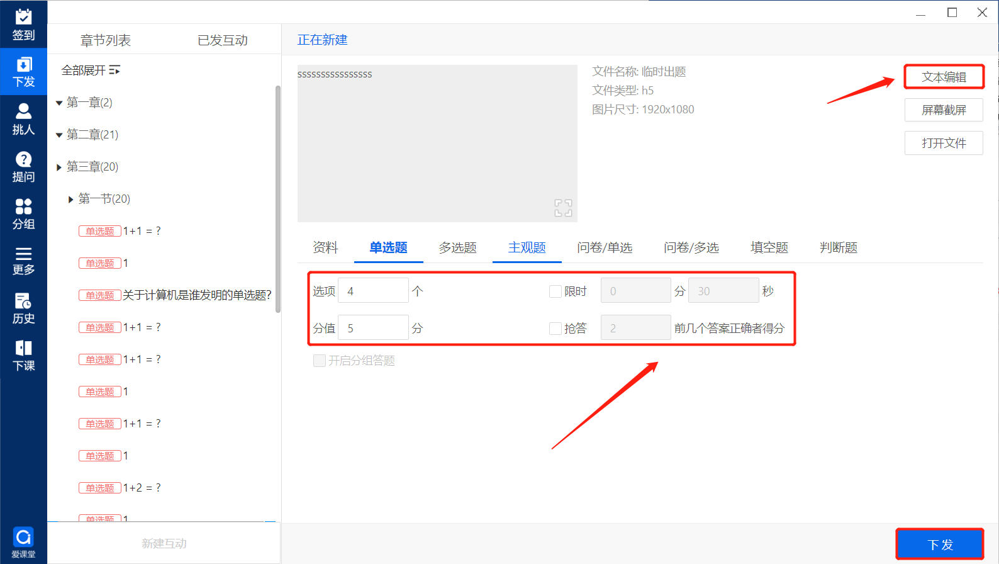 签到
下发
挑人
提问
分组
更多
历史
下课
爱课堂
章节列表
已发互动
全部展开
第一章(2)
第二章(21)
第三章(20)
第一节(20)
单选题 1+1 = ?
单选题 1
单选题 关于计算机是谁发明的单选题?
单选题 1+1 = ?
单选题 1+1 = ?
单选题 1
单选题 1+1 = ?
单选题 1
单选题 1+2 = ?
单选题 1
新建互动
正在新建
ssssssssssssssss
文件名称: 临时出题
文件类型: h5
图片尺寸: 1920x1080
文本编辑
屏幕截屏
打开文件
资料 单选题 多选题 主观题 问卷/单选 问卷/多选 填空题 判断题
选项 4 个 限时 0 分 30 秒
分值 5 分 抢答 2 前几个答案正确者得分
开启分组答题
下 发